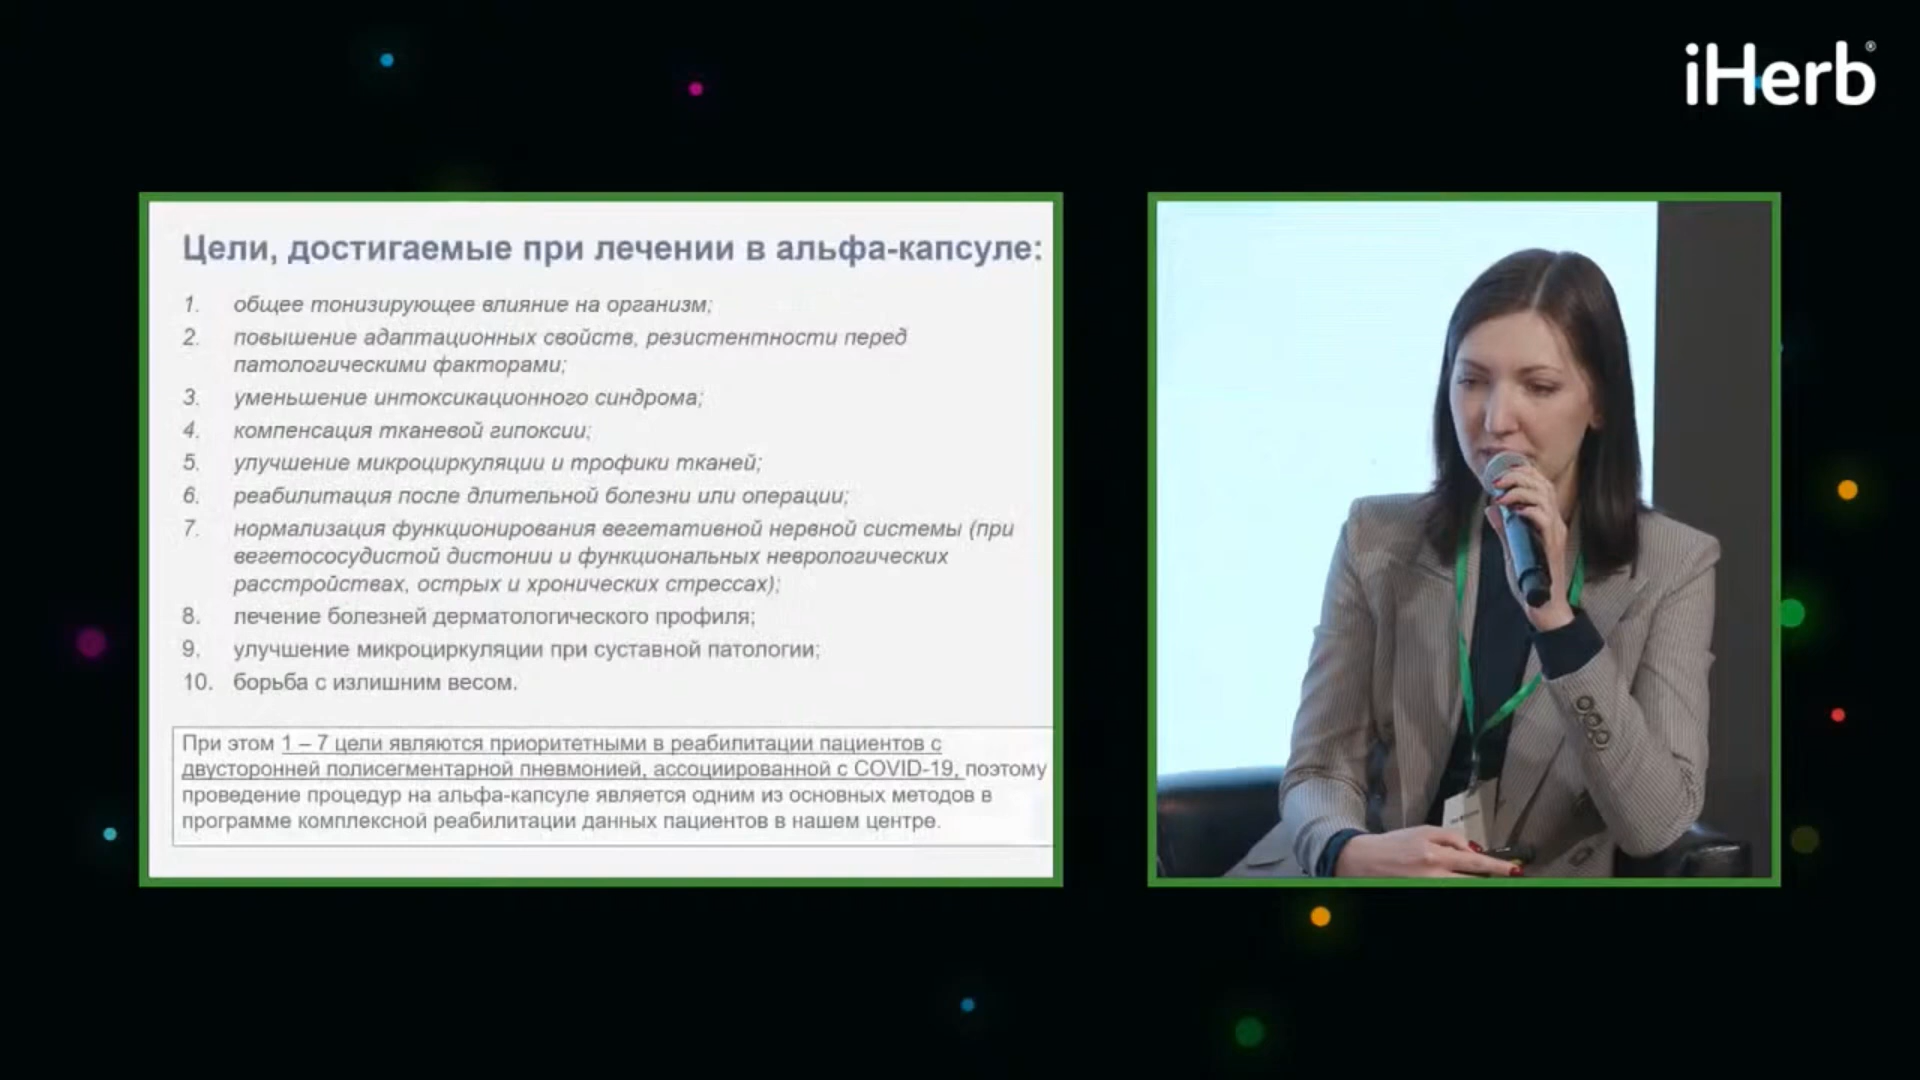 iHerb®
Цели, достигаемые при лечении в альфа-капсуле:
1. общее тонизирующее влияние на организм;
2. повышение адаптационных свойств, резистентности перед
патологическими факторами;
3. уменьшение интоксикационного синдрома;
4. компенсация тканевой гипоксии;
5. улучшение микроциркуляции и трофики тканей;
6. реабилитация после длительной болезни или операции;
7. нормализация функционирования вегетативной нервной системы (при
вегетососудистой дистонии и функциональных неврологических
расстройствах, острых и хронических стрессах);
8. лечение болезней дерматологического профиля;
9. улучшение микроциркуляции при суставной патологии;
10. борьба с излишним весом.
При этом 1 – 7 цели являются приоритетными в реабилитации пациентов с
двусторонней полисегментарной пневмонией, ассоциированной с COVID-19, поэтому
проведение процедур на альфа-капсуле является одним из основных методов в
программе комплексной реабилитации данных пациентов в нашем центре.